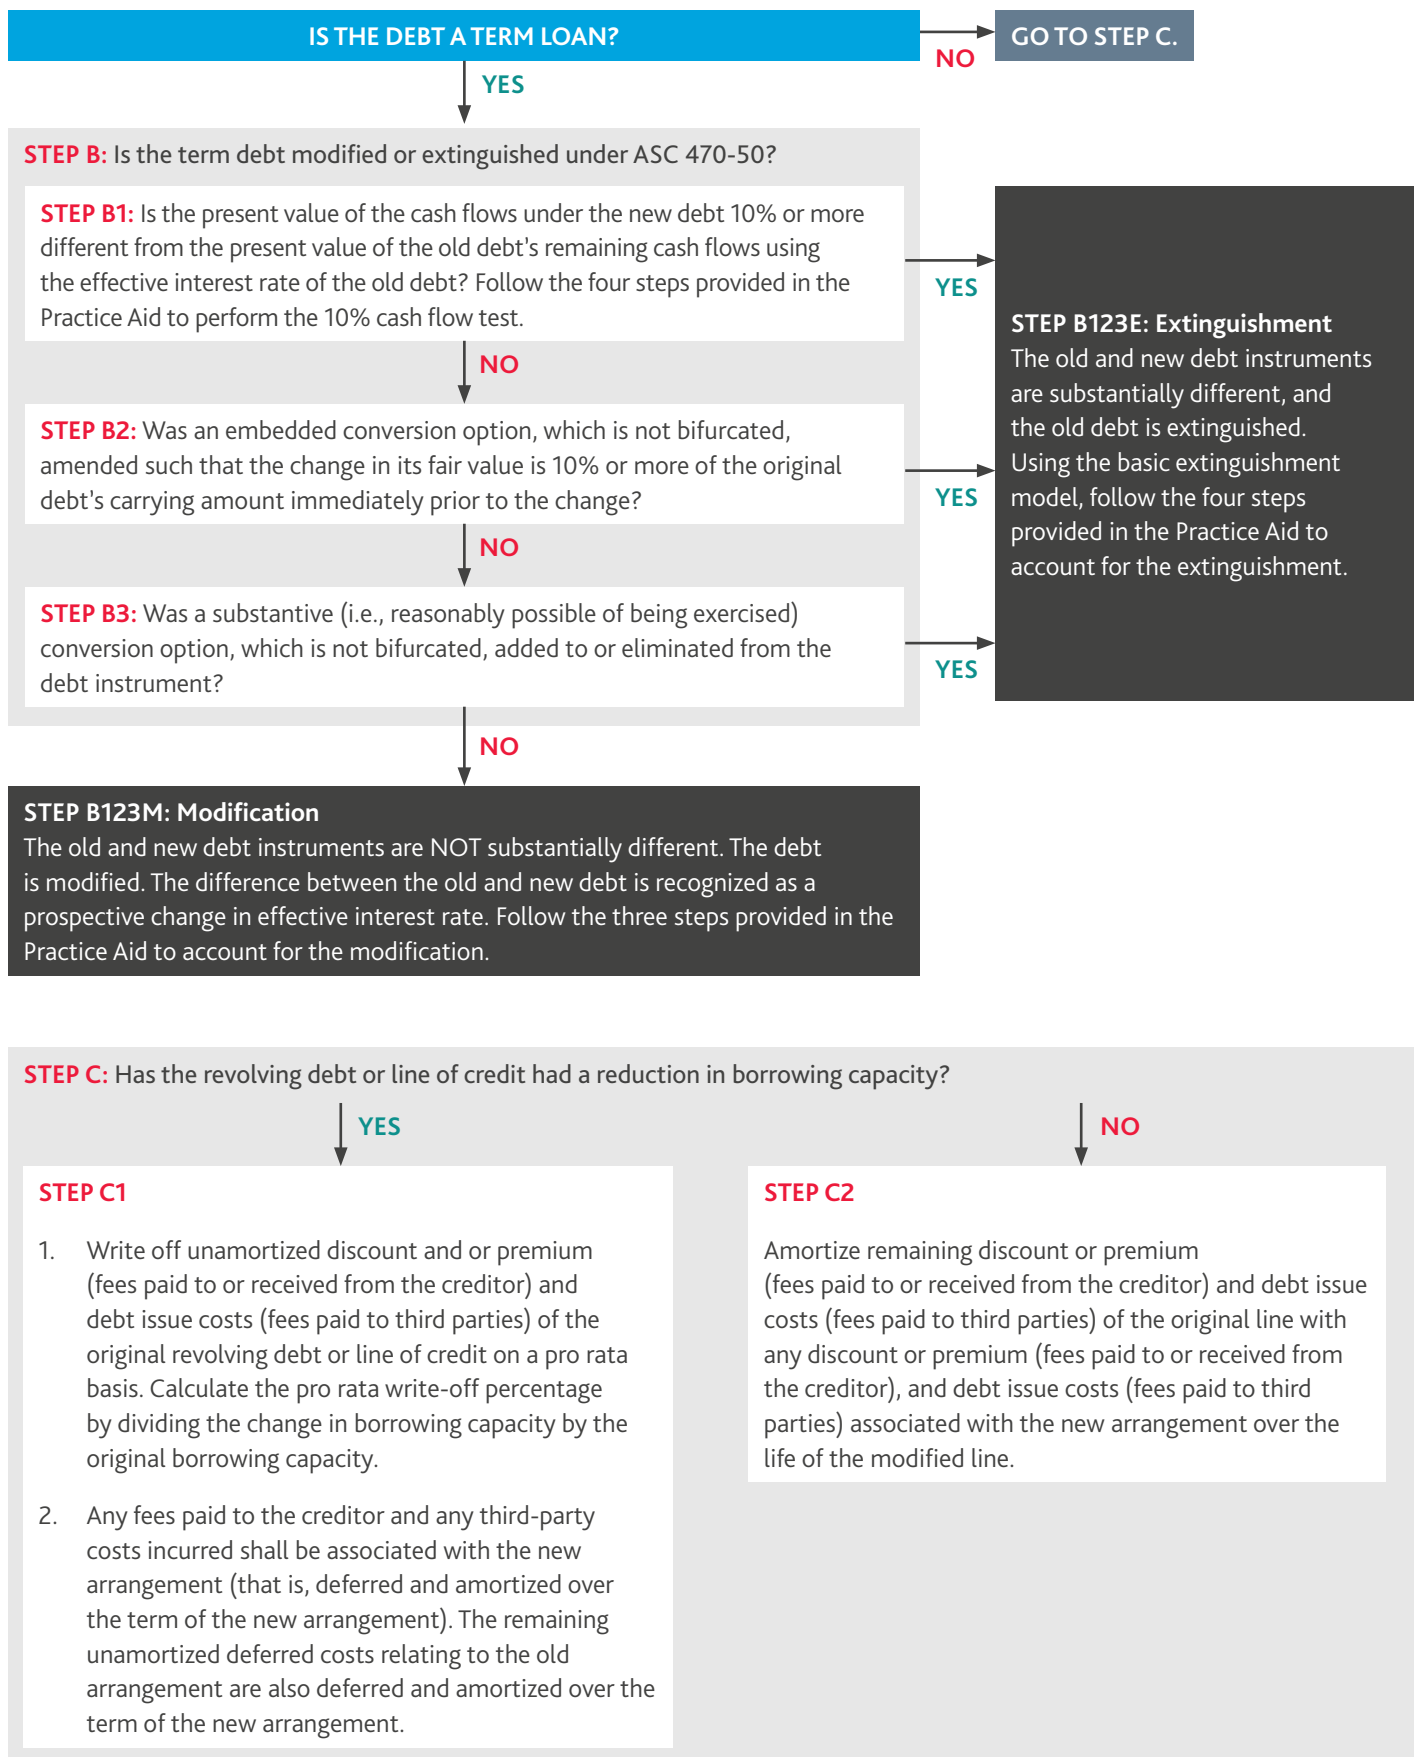 IS THE DEBT A TERM LOAN?
NO
GO TO STEP C.
YES
STEP B: Is the term debt modified or extinguished under ASC 470-50?
STEP B1: Is the present value of the cash flows under the new debt 10% or more
different from the present value of the old debt's remaining cash flows using
the effective interest rate of the old debt? Follow the four steps provided in the
Practice Aid to perform the 10% cash flow test.
YES
NO
STEP B2: Was an embedded conversion option, which is not bifurcated,
amended such that the change in its fair value is 10% or more of the original
debt's carrying amount immediately prior to the change?
YES
NO
STEP B3: Was a substantive (i.e., reasonably possible of being exercised)
conversion option, which is not bifurcated, added to or eliminated from the
debt instrument?
YES
NO
STEP B123E: Extinguishment
The old and new debt instruments
are substantially different, and
the old debt is extinguished.
Using the basic extinguishment
model, follow the four steps
provided in the Practice Aid to
account for the extinguishment.
STEP B123M: Modification
The old and new debt instruments are NOT substantially different. The debt
is modified. The difference between the old and new debt is recognized as a
prospective change in effective interest rate. Follow the three steps provided in the
Practice Aid to account for the modification.
STEP C: Has the revolving debt or line of credit had a reduction in borrowing capacity?
YES
NO
STEP C1
1. Write off unamortized discount and or premium
(fees paid to or received from the creditor) and
debt issue costs (fees paid to third parties) of the
original revolving debt or line of credit on a pro rata
basis. Calculate the pro rata write-off percentage
by dividing the change in borrowing capacity by the
original borrowing capacity.
2. Any fees paid to the creditor and any third-party
costs incurred shall be associated with the new
arrangement (that is, deferred and amortized over
the term of the new arrangement). The remaining
unamortized deferred costs relating to the old
arrangement are also deferred and amortized over the
term of the new arrangement.
STEP C2
Amortize remaining discount or premium
(fees paid to or received from the creditor) and debt issue
costs (fees paid to third parties) of the original line with
any discount or premium (fees paid to or received from
the creditor), and debt issue costs (fees paid to third
parties) associated with the new arrangement over the
life of the modified line.